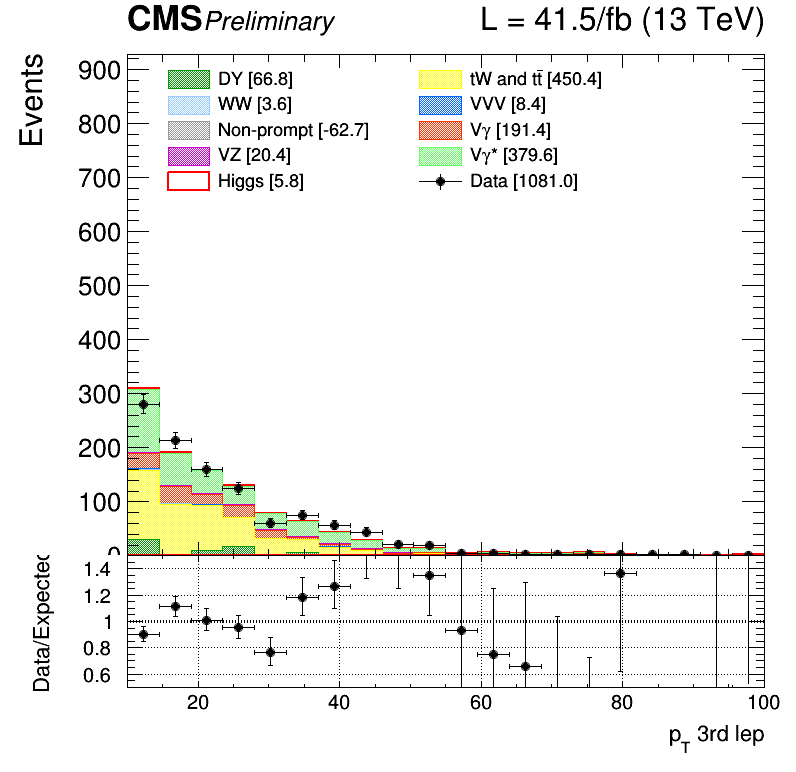 CMS Preliminary L = 41.5/fb (13 TeV)
Events
900
800
700
600
500
400
300
200
100
0
DY [66.8]
WW [3.6]
Non-prompt [-62.7]
VZ [20.4]
Higgs [5.8]
tW and tt̄ [450.4]
VVV [8.4]
Vγ [191.4]
Vγ* [379.6]
Data [1081.0]
Data/Expected
1.4
1.2
1
0.8
0.6
20 40 60 80 100
pT 3rd lep